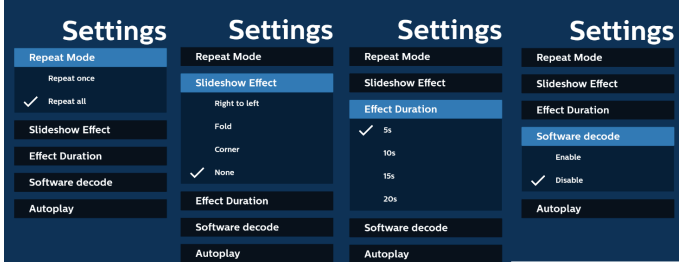 Settings
Repeat Mode
Repeat once
Repeat all
Slideshow Effect
Effect Duration
Software decode
Autoplay
Settings
Repeat Mode
Slideshow Effect
Right to left
Fold
Corner
None
Effect Duration
Software decode
Autoplay
Settings
Repeat Mode
Slideshow Effect
Effect Duration
5s
10s
15s
20s
Software decode
Autoplay
Settings
Repeat Mode
Slideshow Effect
Effect Duration
Software decode
Enable
Disable
Autoplay